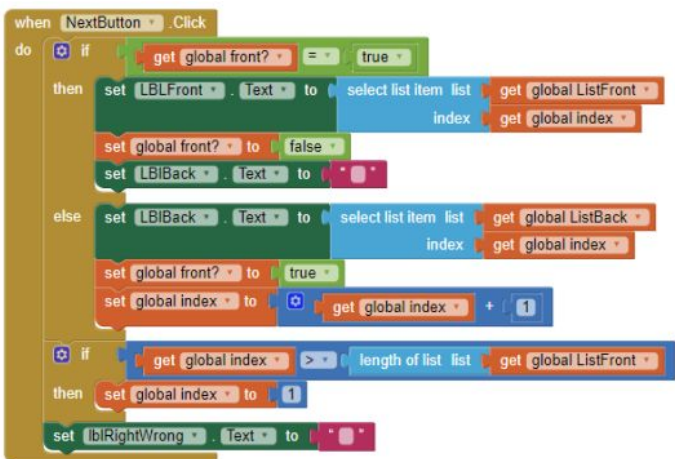 when NextButton .Click
do if get global front? = true
then set LBLFront . Text to select list item list get global ListFront
index get global index
set global front? to false
set LBlBack . Text to " "
else set LBlBack . Text to select list item list get global ListBack
index get global index
set global front? to true
set global index to get global index + 1
if get global index > length of list list get global ListFront
then set global index to 1
set lblRightWrong . Text to " "